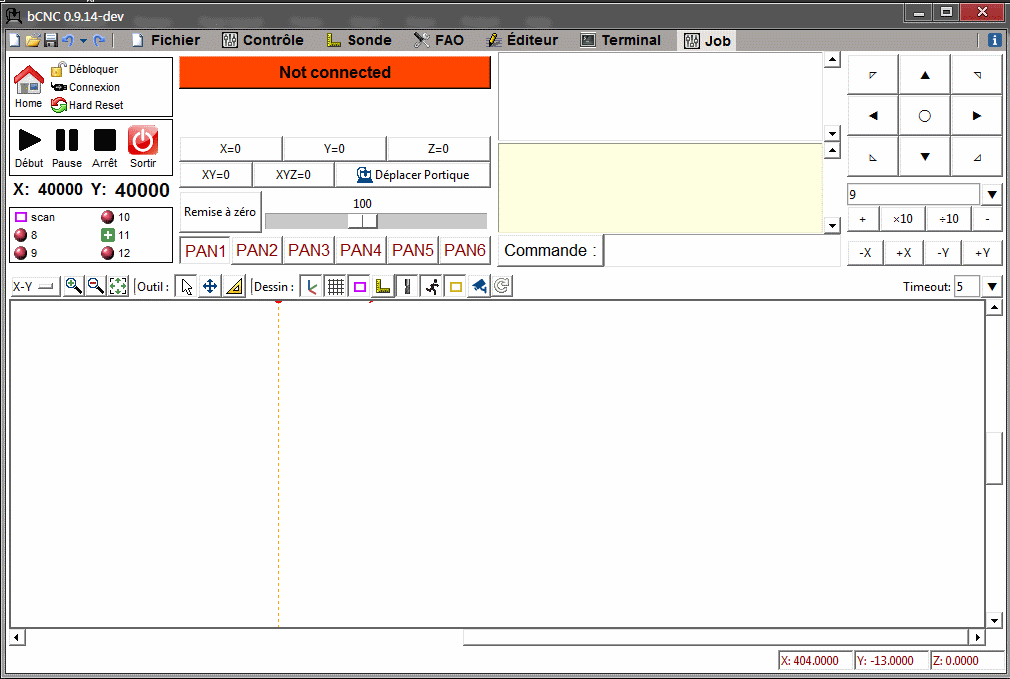 bCNC 0.9.14-dev
Fichier Contrôle Sonde FAO Éditeur Terminal Job
Home
Débloquer
Connexion
Hard Reset
Début Pause Arrêt Sortir
X: 40000 Y: 40000
scan 10
8 11
9 12
Not connected
X=0 Y=0 Z=0
XY=0 XYZ=0 Déplacer Portique
Remise à zéro 100
PAN1 PAN2 PAN3 PAN4 PAN5 PAN6
Commande :
9
+ ×10 ÷10 -
-X +X -Y +Y
X-Y Outil : Dessin : Timeout: 5
X: 404.0000 Y: -13.0000 Z: 0.0000